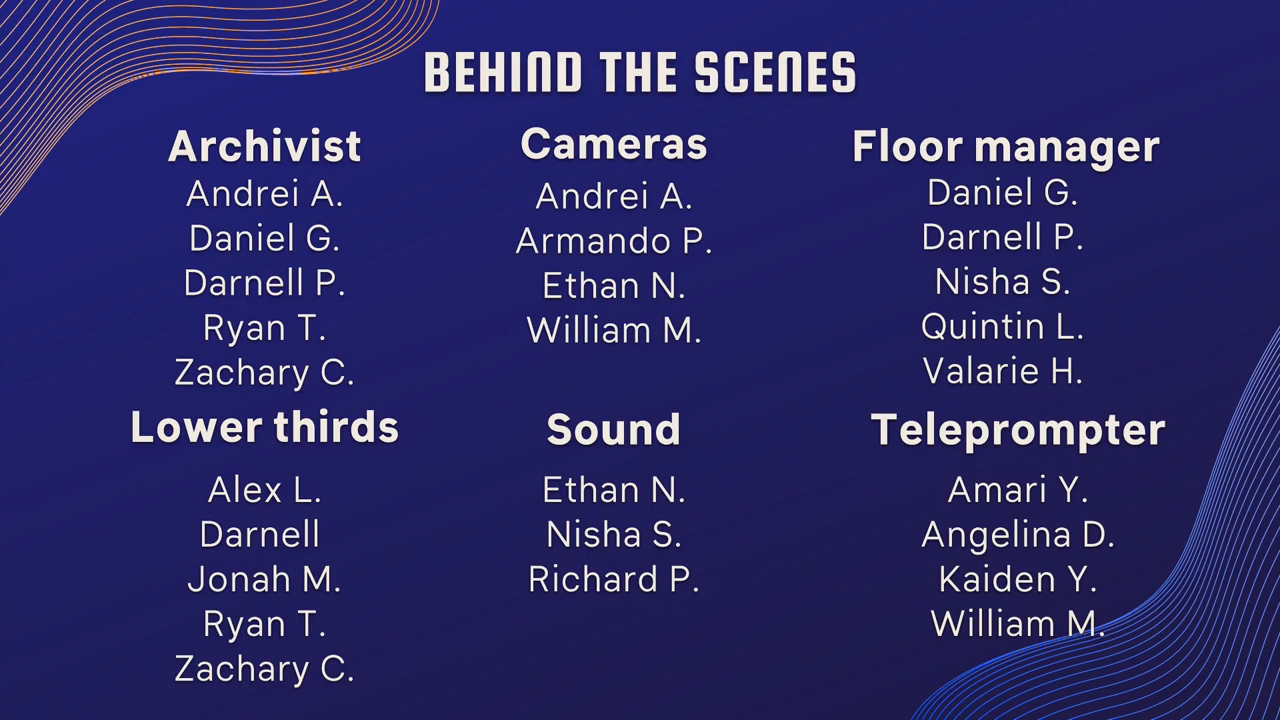 BEHIND THE SCENES
Archivist
Andrei A.
Daniel G.
Darnell P.
Ryan T.
Zachary C.
Cameras
Andrei A.
Armando P.
Ethan N.
William M.
Floor manager
Daniel G.
Darnell P.
Nisha S.
Quintin L.
Valarie H.
Lower thirds
Alex L.
Darnell
Jonah M.
Ryan T.
Zachary C.
Sound
Ethan N.
Nisha S.
Richard P.
Teleprompter
Amari Y.
Angelina D.
Kaiden Y.
William M.